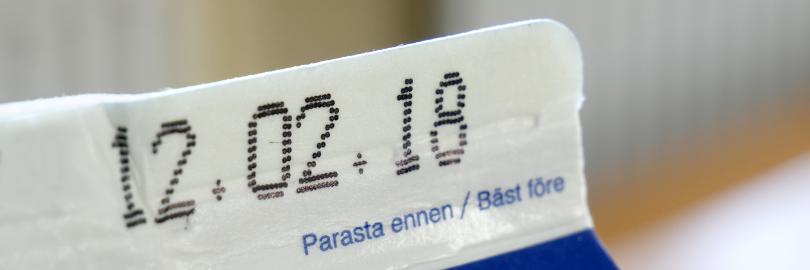 12.02.18
Parasta ennen / Bäst före